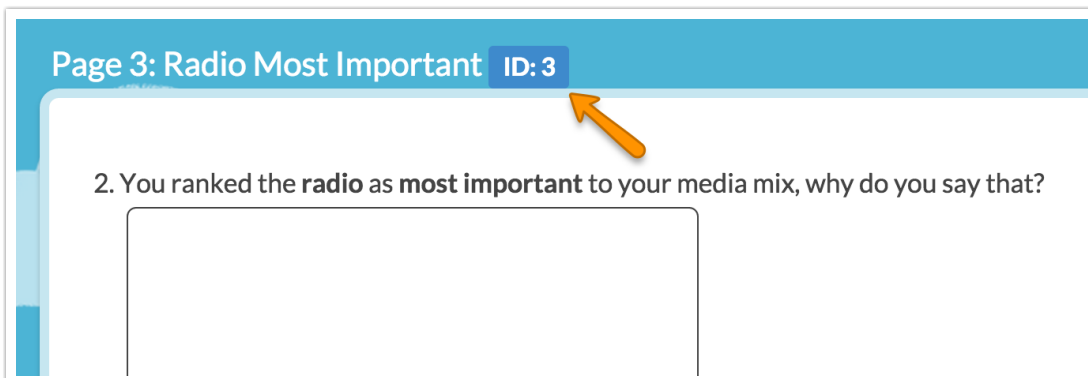 Page 3: Radio Most Important ID: 3
2. You ranked the radio as most important to your media mix, why do you say that?